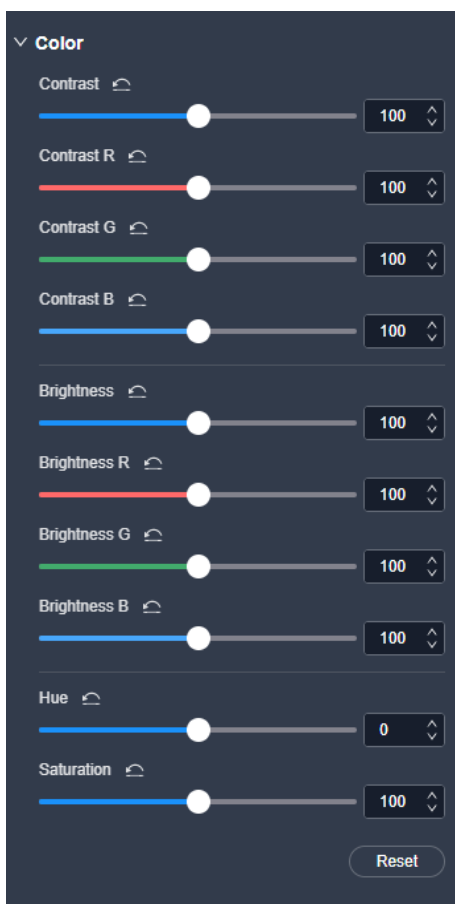 Color
Contrast
100
Contrast R
100
Contrast G
100
Contrast B
100
Brightness
100
Brightness R
100
Brightness G
100
Brightness B
100
Hue
0
Saturation
100
Reset